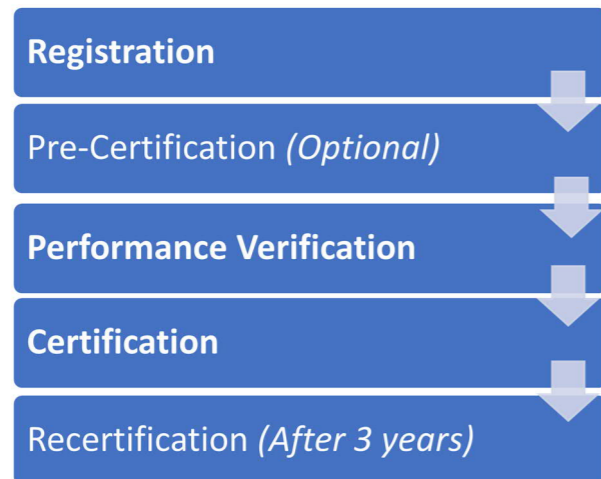 Registration
Pre-Certification (Optional)
Performance Verification
Certification
Recertification (After 3 years)